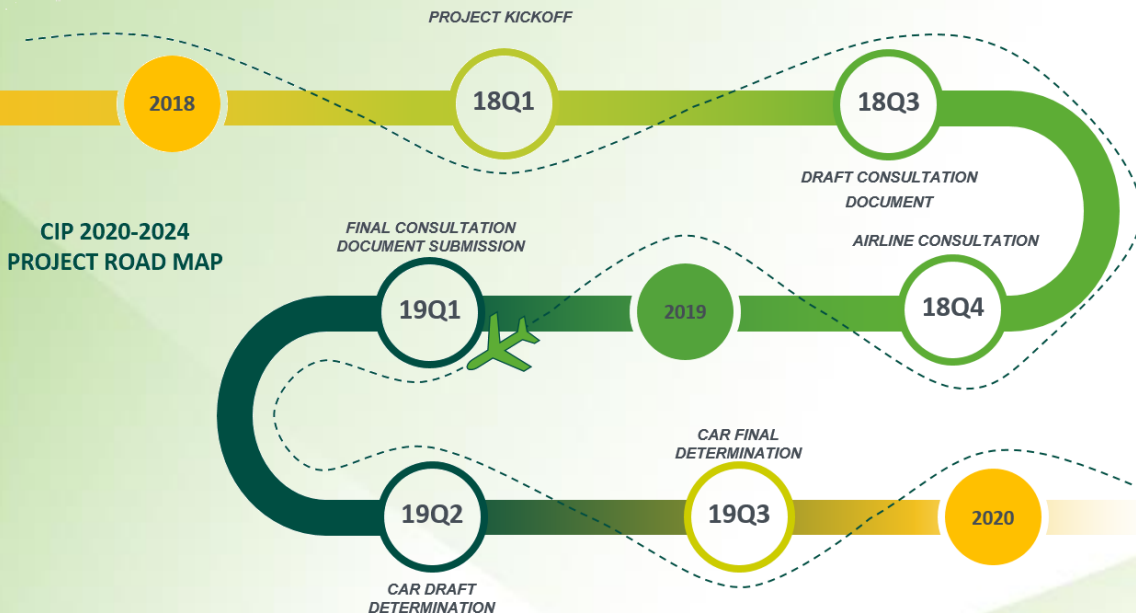 PROJECT KICKOFF
2018
18Q1
18Q3
DRAFT CONSULTATION
DOCUMENT
CIP 2020-2024
PROJECT ROAD MAP
AIRLINE CONSULTATION
18Q4
2019
FINAL CONSULTATION
DOCUMENT SUBMISSION
19Q1
19Q2
CAR DRAFT
DETERMINATION
CAR FINAL
DETERMINATION
19Q3
2020